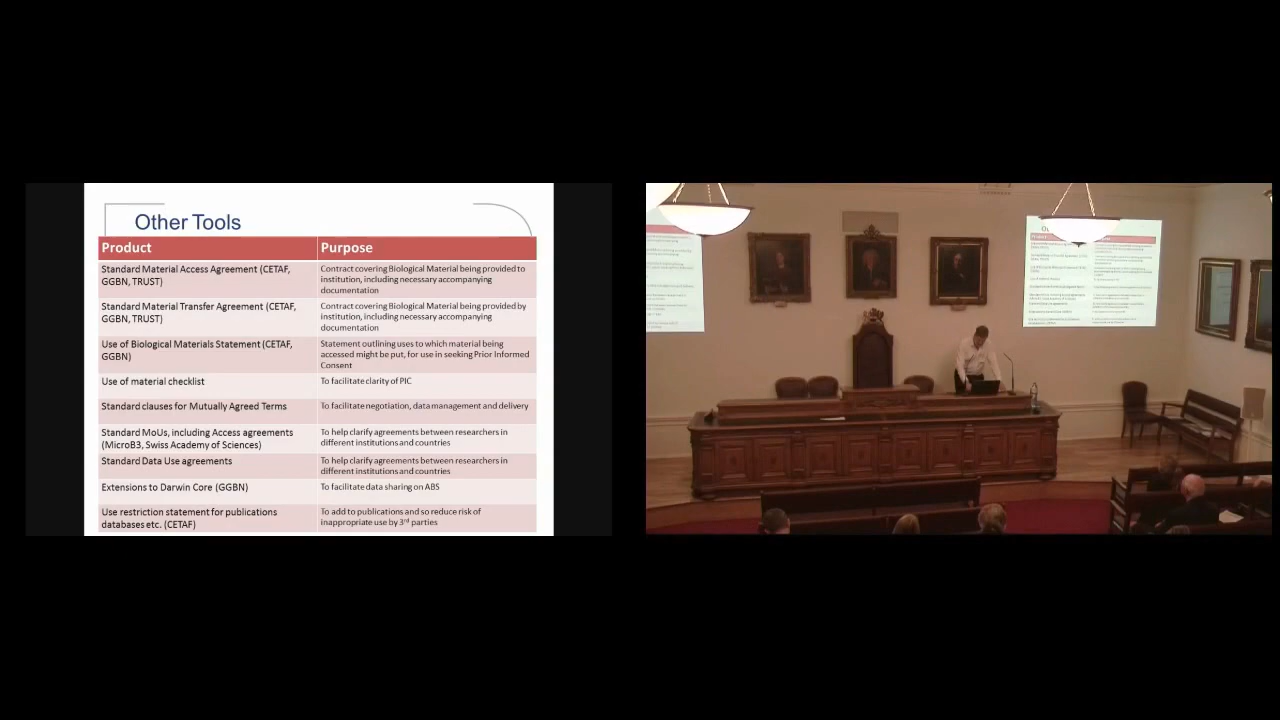 Other Tools
Product Purpose
Standard Material Access Agreement (CETAF,
GGBN, TRUST)
Contract covering Biological Material being provided to
institution, including necessary accompanying
documentation
Standard Material Transfer Agreement (CETAF,
GGBN, TRUST)
Contract covering Biological Material being provided by
institution, including necessary accompanying
documentation
Use of Biological Materials Statement (CETAF,
GGBN)
Statement outlining uses to which material being
accessed might be put, for use in seeking Prior Informed
Consent
Use of material checklist
To facilitate clarity of PIC
Standard clauses for Mutually Agreed Terms
To facilitate negotiation, data management and delivery
Standard MoUs, including Access agreements
(MicroB3, Swiss Academy of Sciences)
To help clarify agreements between researchers in
different institutions and countries
Standard Data Use agreements
To help clarify agreements between researchers in
different institutions and countries
Extensions to Darwin Core (GGBN)
To facilitate data sharing on ABS
Use restriction statement for publications
databases etc. (CETAF)
To add to publications and so reduce risk of
inappropriate use by 3rd parties